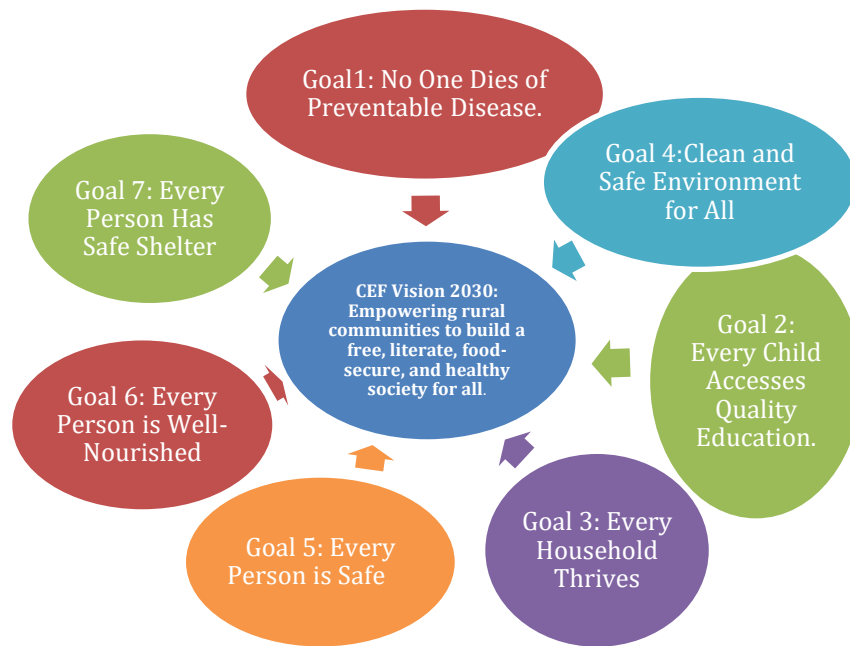 Goal1: No One Dies of
Preventable Disease.
Goal 4:Clean and
Safe Environment
for All
Goal 7: Every
Person Has
Safe Shelter
CEF Vision 2030:
Empowering rural
communities to build a
free, literate, food-
secure, and healthy
society for all.
Goal 2:
Every Child
Accesses
Quality
Education.
Goal 6: Every
Person is Well-
Nourished
Goal 3: Every
Household
Thrives
Goal 5: Every
Person is Safe